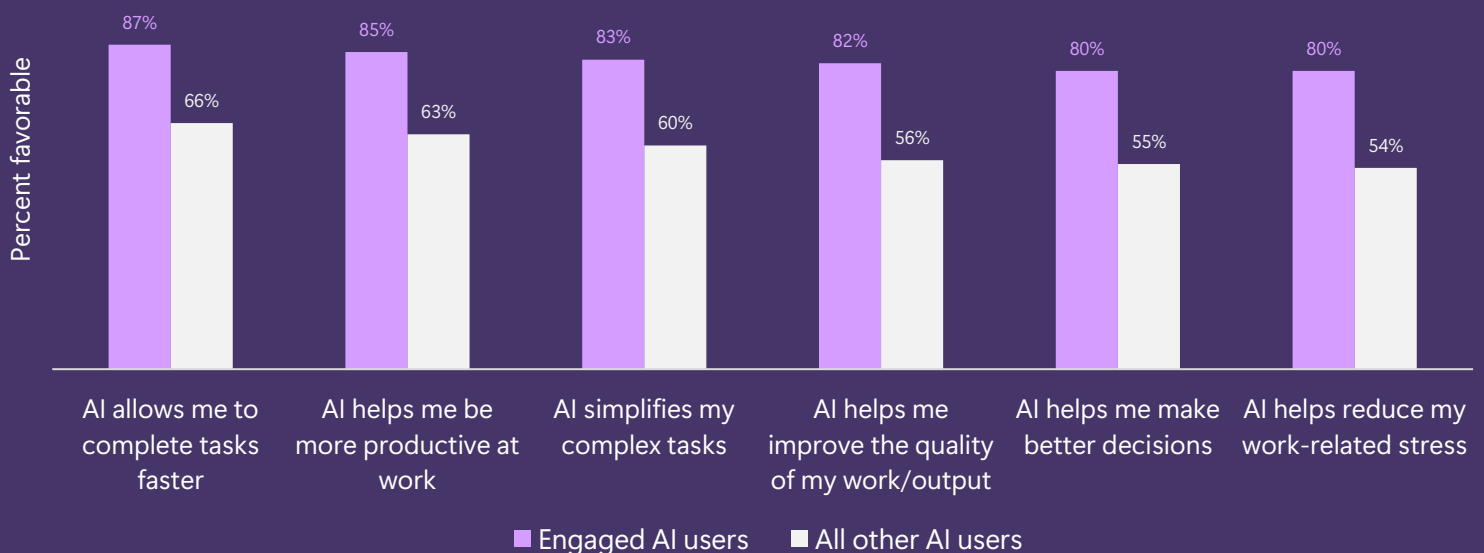 87%
85%
83%
82%
80%
80%
66%
63%
60%
56%
55%
54%
Percent favorable
AI allows me to
complete tasks
faster
AI helps me be
more productive at
work
AI simplifies my
complex tasks
AI helps me
improve the quality
of my work/output
AI helps me make
better decisions
AI helps reduce my
work-related stress
Engaged AI users
All other AI users